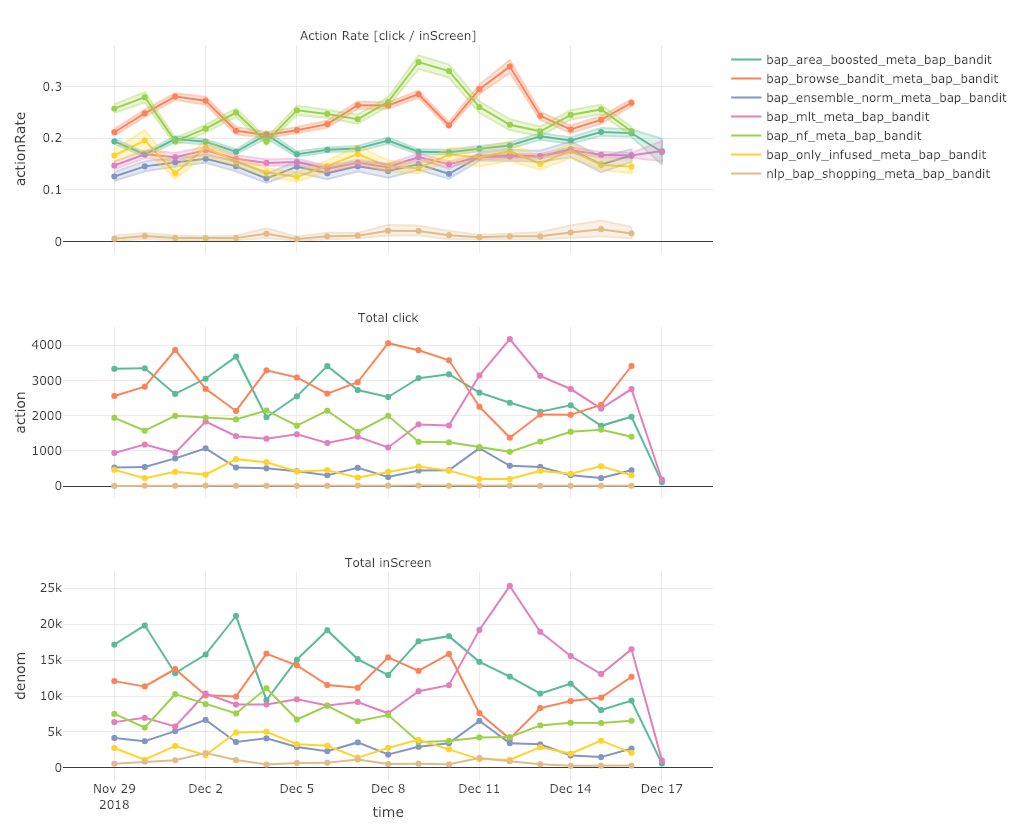 Action Rate [click / inScreen]
actionRate
0.3
0.2
0.1
0
bap_area_boosted_meta_bap_bandit
bap_browse_bandit_meta_bap_bandit
bap_ensemble_norm_meta_bap_bandit
bap_mlt_meta_bap_bandit
bap_nf_meta_bap_bandit
bap_only_infused_meta_bap_bandit
nlp_bap_shopping_meta_bap_bandit
Total click
action
4000
3000
2000
1000
0
Total inScreen
denom
25k
20k
15k
10k
5k
0
Nov 29 Dec 2 Dec 5 Dec 8 Dec 11 Dec 14 Dec 17
2018
time